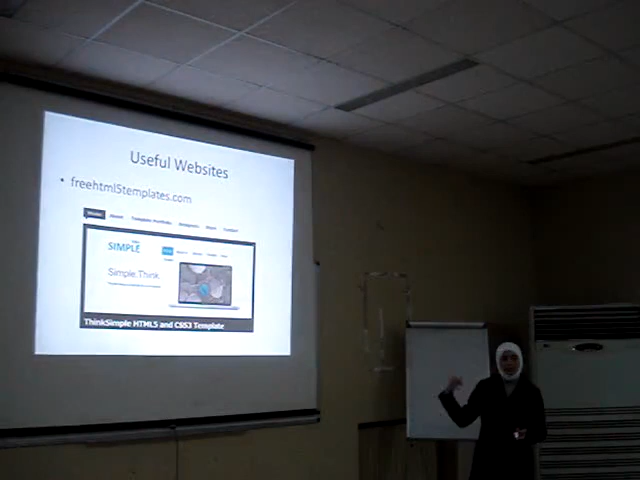 Useful Websites
• freehtml5templates.com
SIMPLE
Simple.Think
ThinkSimple HTML5 and CSS3 Template